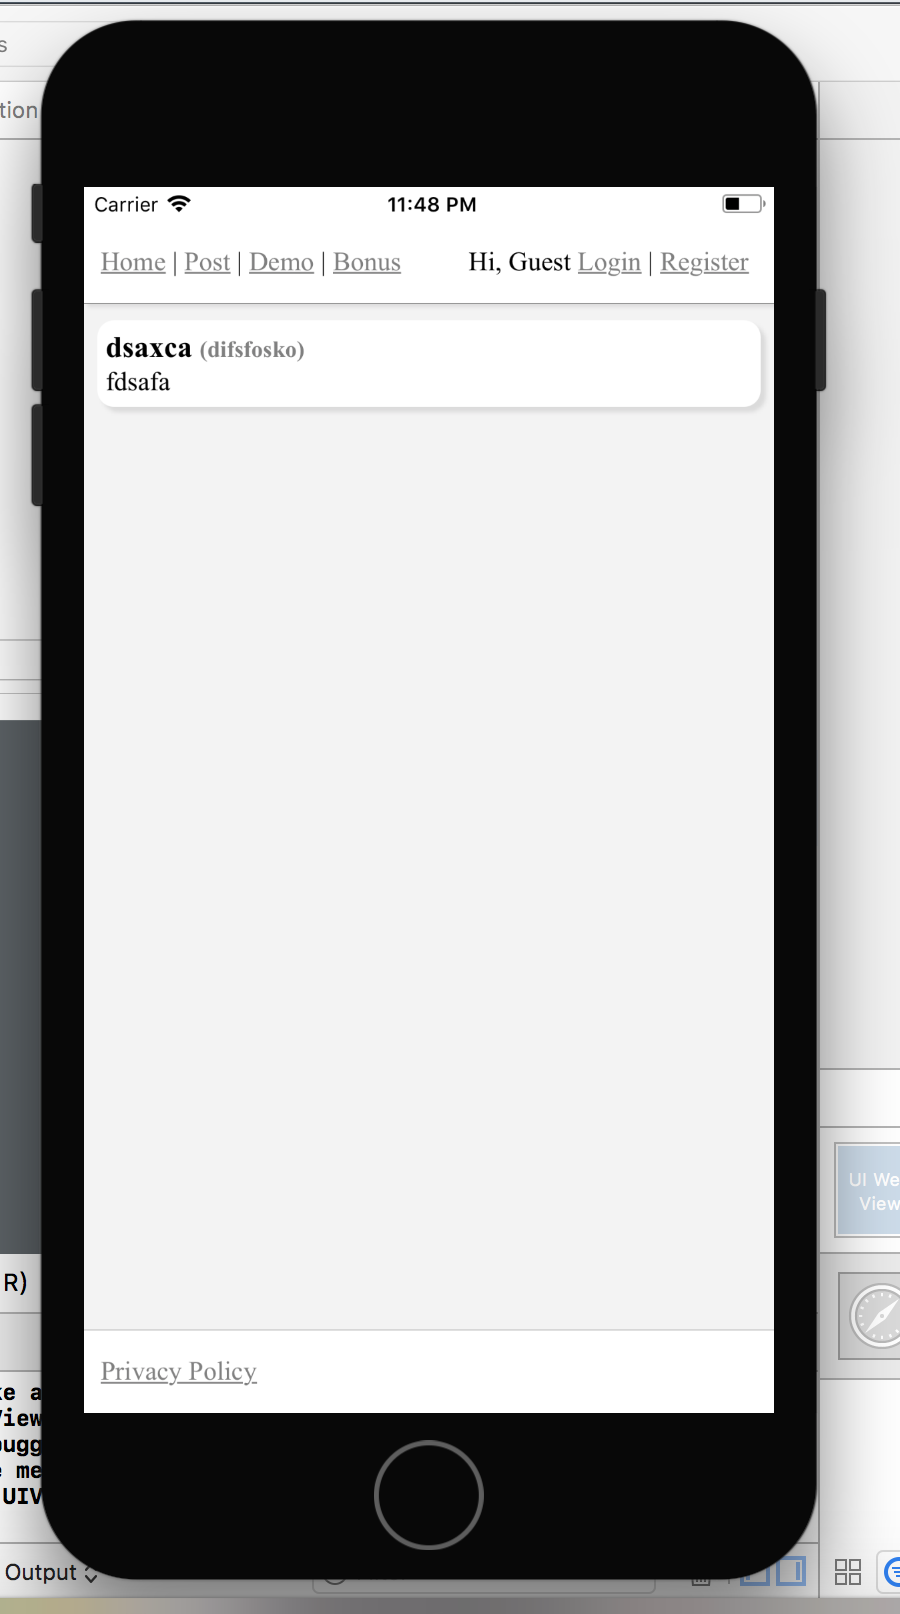 s
tion
Carrier 11:48 PM
Home | Post | Demo | Bonus Hi, Guest Login | Register
dsaxca (difsfosko)
fdsafa
UI We
View
R)
Privacy Policy
ke a
View
ugg
me
UIV
Output